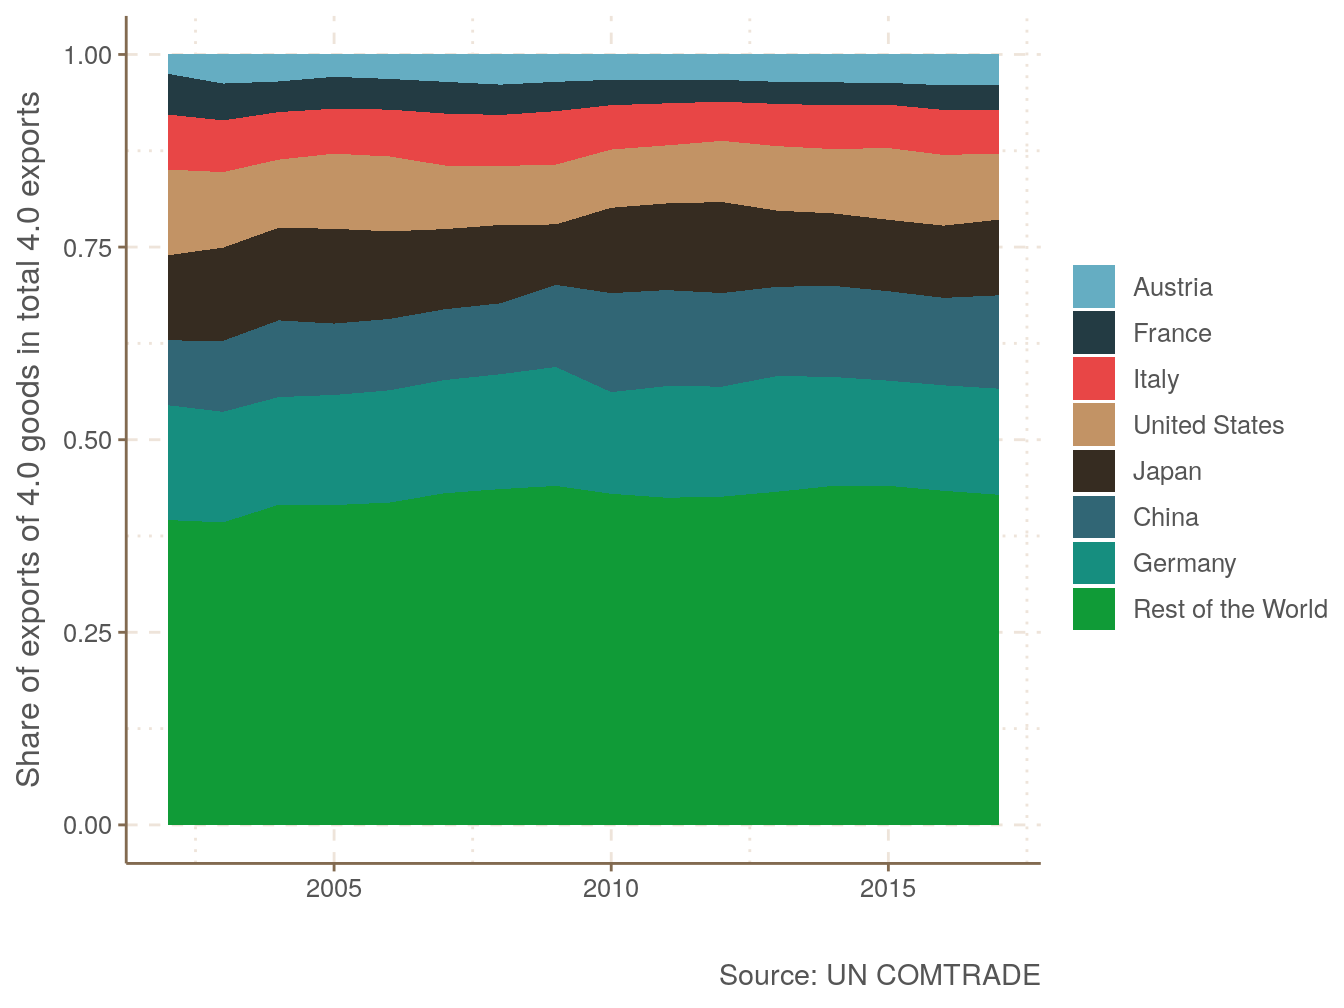 Share of exports of 4.0 goods in total 4.0 exports
1.00
0.75
0.50
0.25
0.00
2005
2010
2015
Austria
France
Italy
United States
Japan
China
Germany
Rest of the World
Source: UN COMTRADE